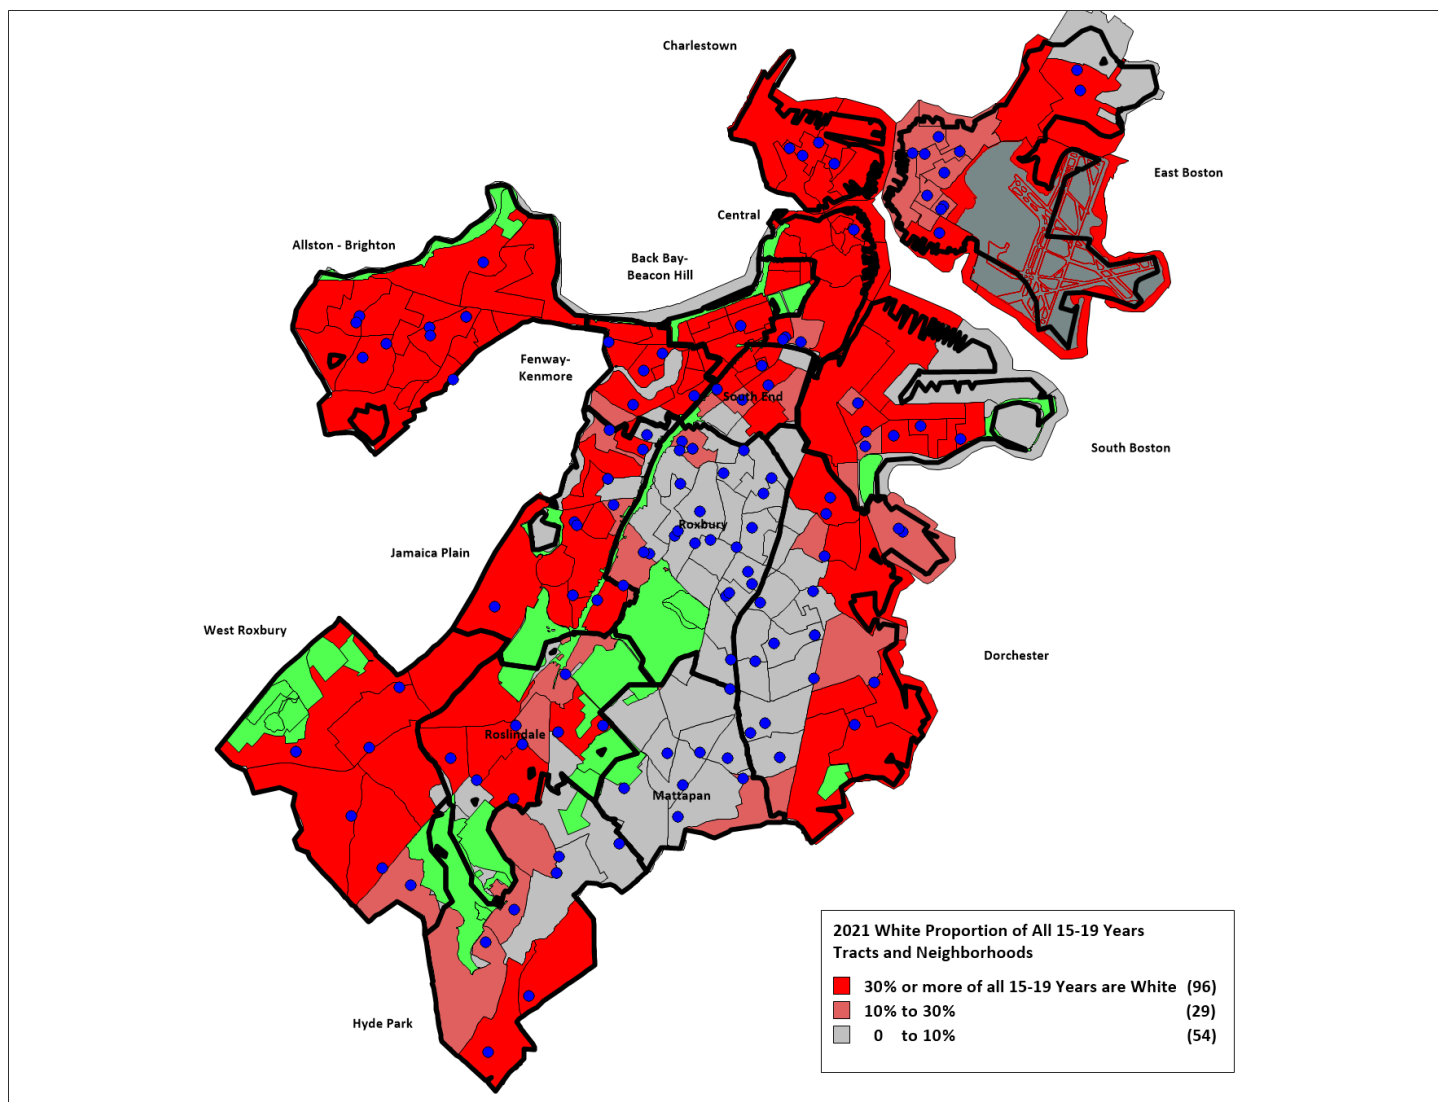 Charlestown
East Boston
Central
Allston - Brighton
Back Bay-
Beacon Hill
Fenway-
Kenmore
South End
South Boston
Roxbury
Jamaica Plain
West Roxbury
Dorchester
Roslindale
Mattapan
Hyde Park
2021 White Proportion of All 15-19 Years
Tracts and Neighborhoods
30% or more of all 15-19 Years are White (96)
10% to 30% (29)
0 to 10% (54)